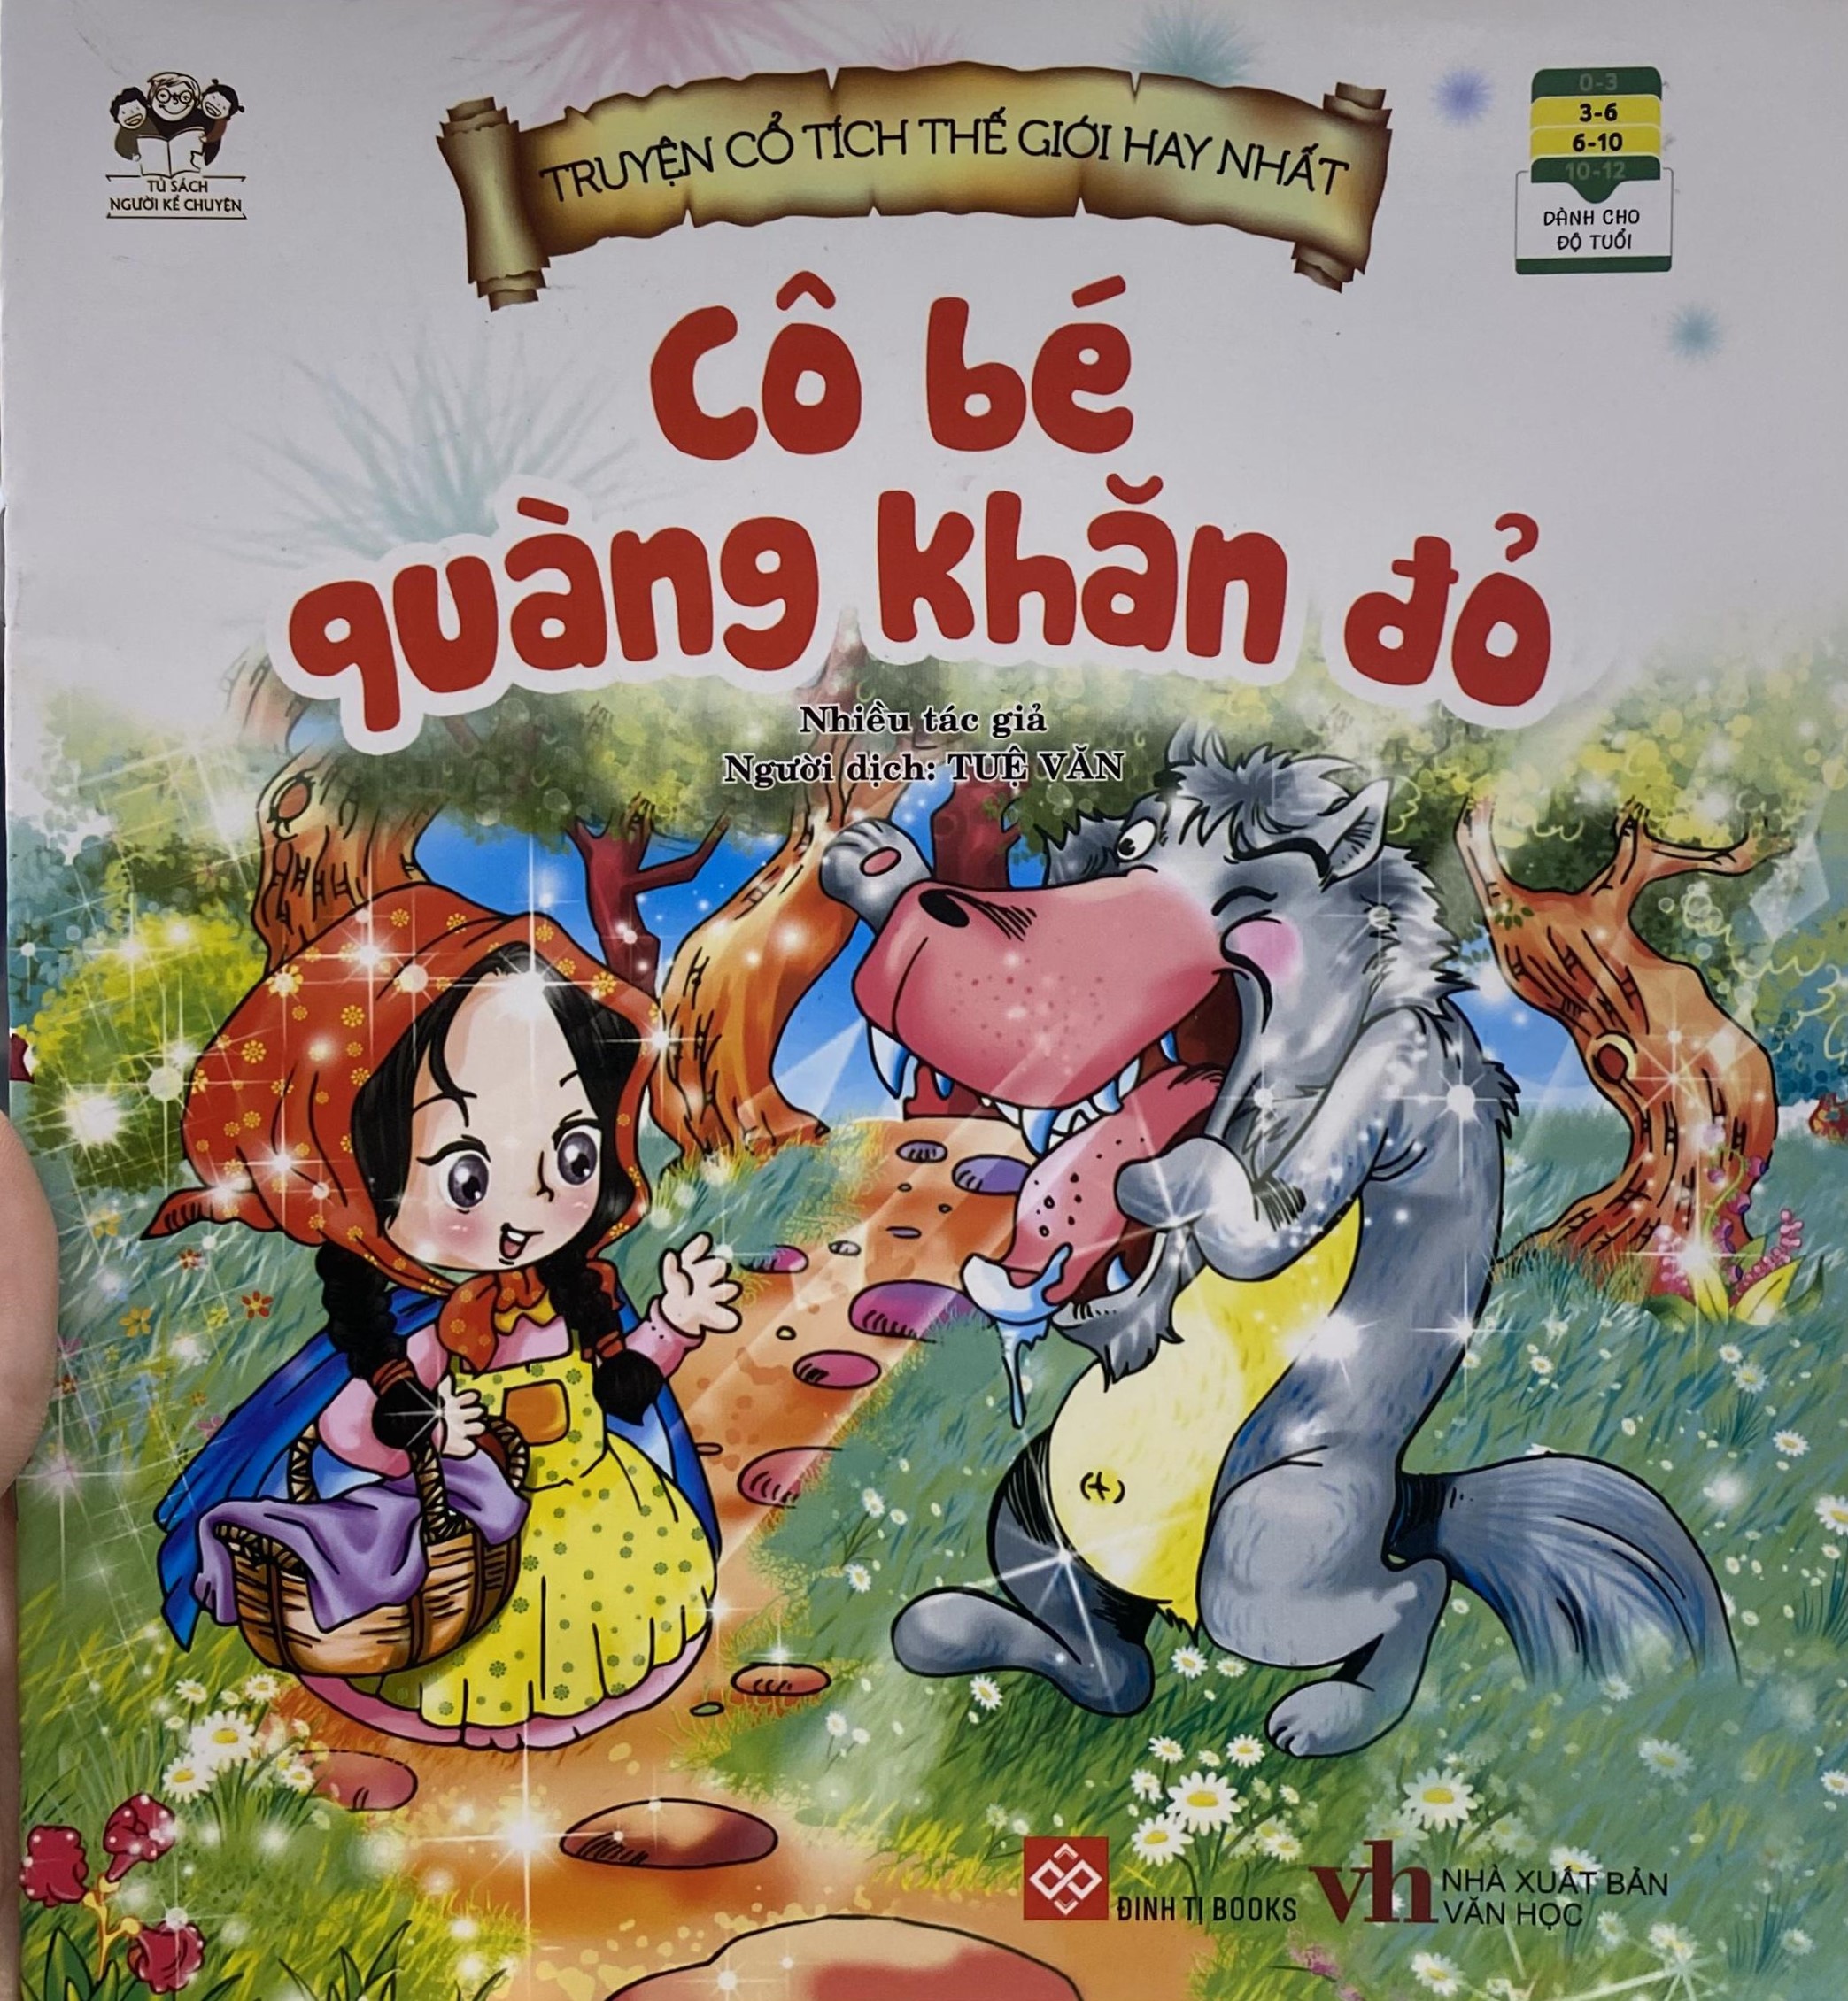 TỦ SÁCH
NGƯỜI KỂ CHUYỆN
TRUYỆN CỔ TÍCH THẾ GIỚI HAY NHẤT
0-3
3-6
6-10
10-12
DÀNH CHO
ĐỘ TUỔI
Cô bé
quàng khăn đỏ
Nhiều tác giả
Người dịch: TUỆ VĂN
ĐINH TỊ BOOKS
vh
NHÀ XUẤT BẢN
VĂN HỌC